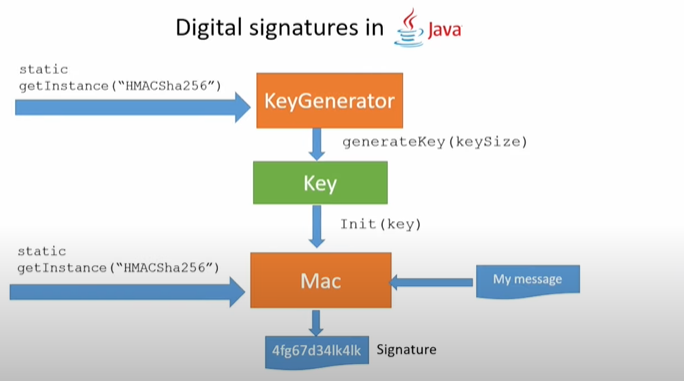 Digital signatures in Java
static
getInstance("HMACSha256")
KeyGenerator
generateKey(keySize)
Key
Init(key)
static
getInstance("HMACSha256")
Mac
My message
4fg67d34lk4lk
Signature